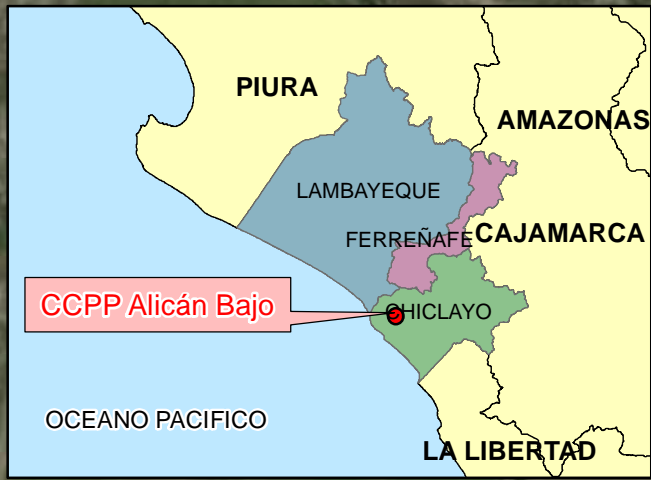 PIURA
AMAZONAS
LAMBAYEQUE
FERREÑAFE
CAJAMARCA
CCPP Alicán Bajo
CHICLAYO
OCEANO PACIFICO
LA LIBERTAD